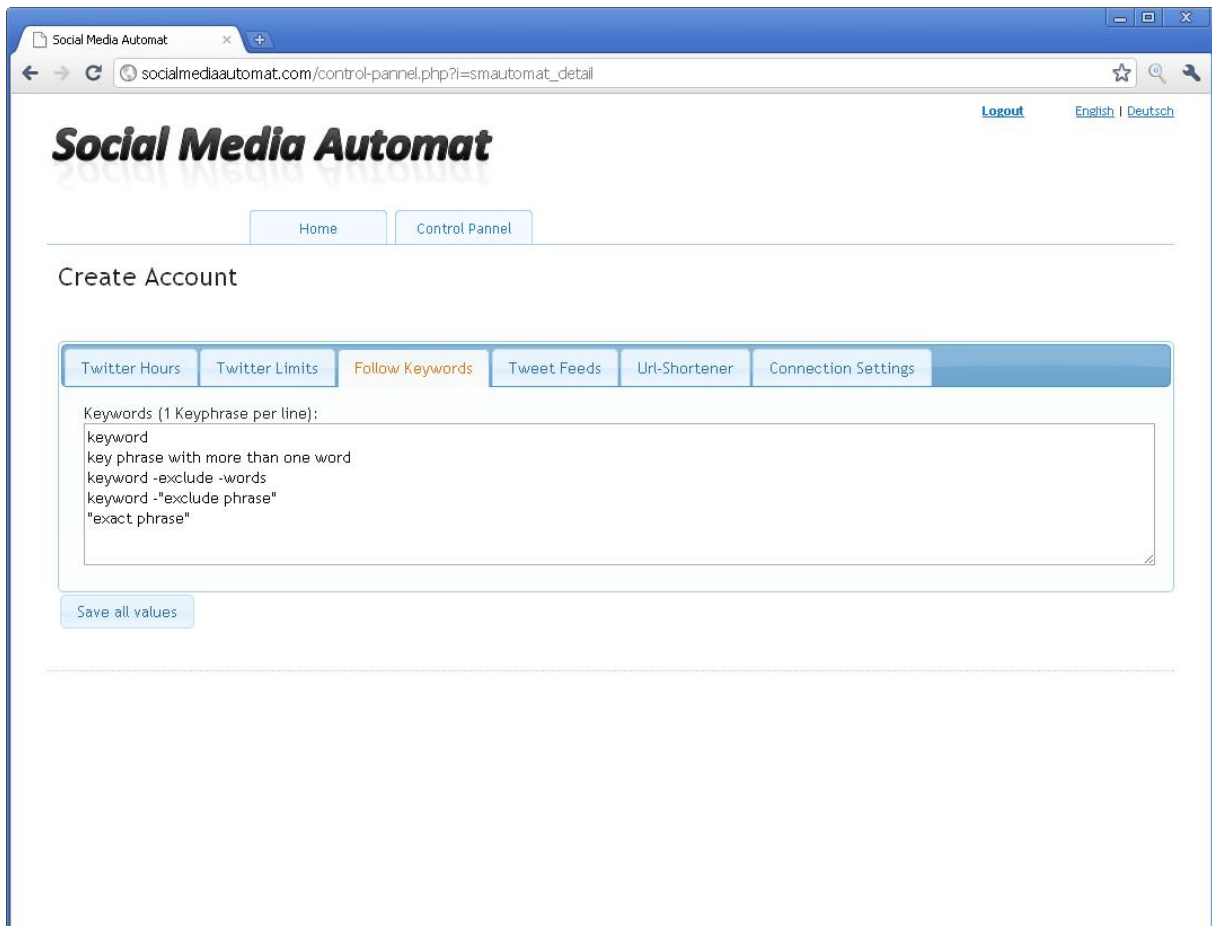 Social Media Automat
socialmediaautomat.com/control-pannel.php?i=smautomat_detail
Logout English | Deutsch
Social Media Automat
Home Control Pannel
Create Account
Twitter Hours Twitter Limits Follow Keywords Tweet Feeds Url-Shortener Connection Settings
Keywords (1 Keyphrase per line):
keyword
key phrase with more than one word
keyword -exclude -words
keyword -"exclude phrase"
"exact phrase"
Save all values